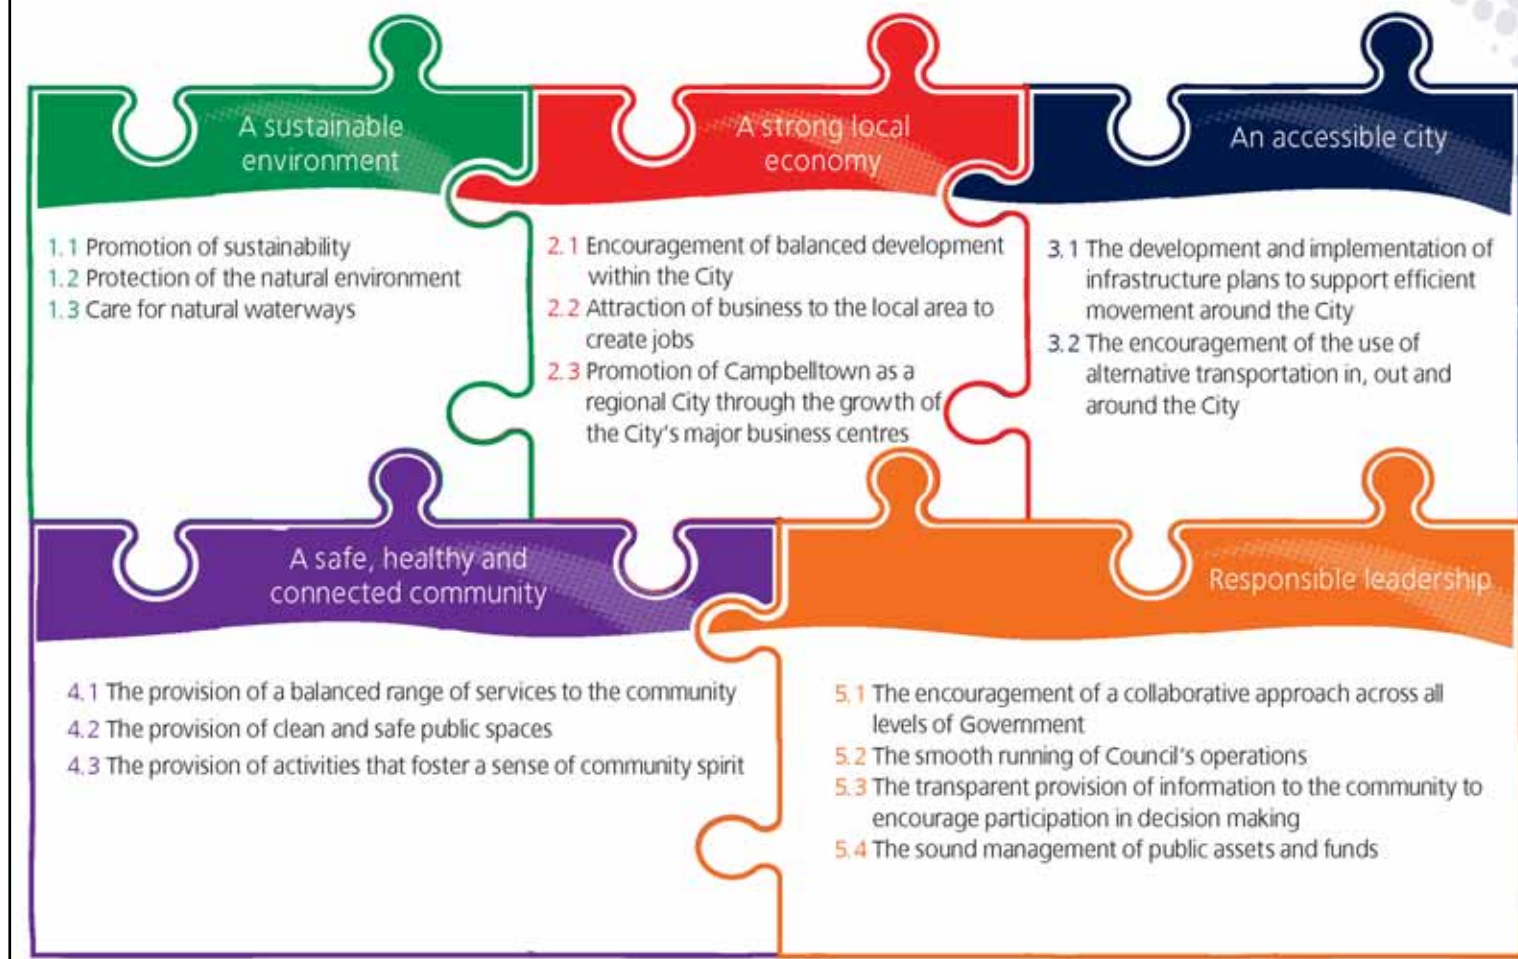 A sustainable
environment
1.1 Promotion of sustainability
1.2 Protection of the natural environment
1.3 Care for natural waterways
A strong local
economy
2.1 Encouragement of balanced development
within the City
2.2 Attraction of business to the local area to
create jobs
2.3 Promotion of Campbelltown as a
regional City through the growth of
the City's major business centres
An accessible city
3.1 The development and implementation of
infrastructure plans to support efficient
movement around the City
3.2 The encouragement of the use of
alternative transportation in, out and
around the City
A safe, healthy and
connected community
4.1 The provision of a balanced range of services to the community
4.2 The provision of clean and safe public spaces
4.3 The provision of activities that foster a sense of community spirit
Responsible leadership
5.1 The encouragement of a collaborative approach across all
levels of Government
5.2 The smooth running of Council's operations
5.3 The transparent provision of information to the community to
encourage participation in decision making
5.4 The sound management of public assets and funds